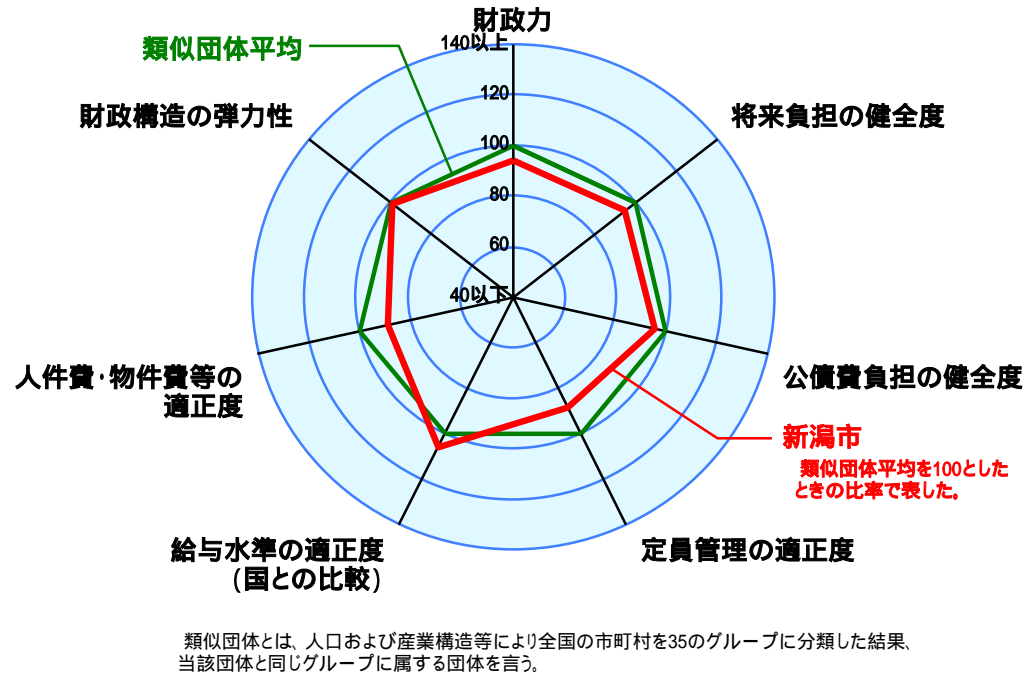 財政力
140以上
類似団体平均
120
財政構造の弾力性
将来負担の健全度
100
80
60
40以下
人件費・物件費等の
適正度
公債費負担の健全度
新潟市
類似団体平均を100とした
ときの比率で表した。
給与水準の適正度
(国との比較)
定員管理の適正度
類似団体とは、人口および産業構造等により全国の市町村を35のグループに分類した結果、
当該団体と同じグループに属する団体を言う。